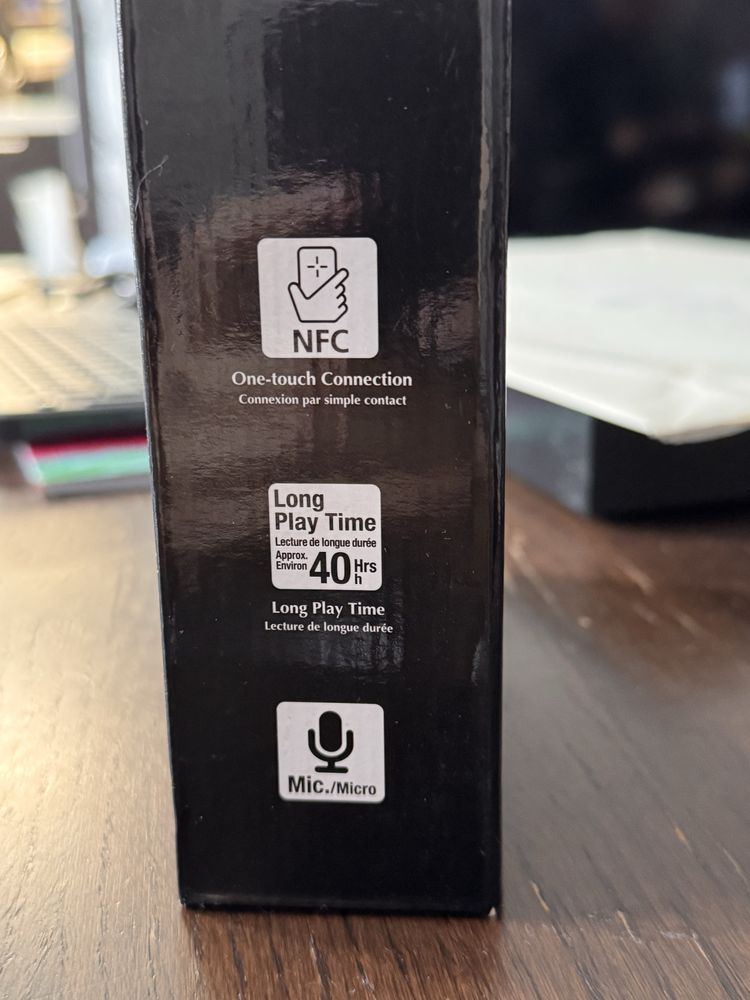 NFC
One-touch Connection
Connexion par simple contact
Long
Play Time
Lecture de longue durée
Approx.
Environ 40 Hrs
h
Long Play Time
Lecture de longue durée
Mic./Micro